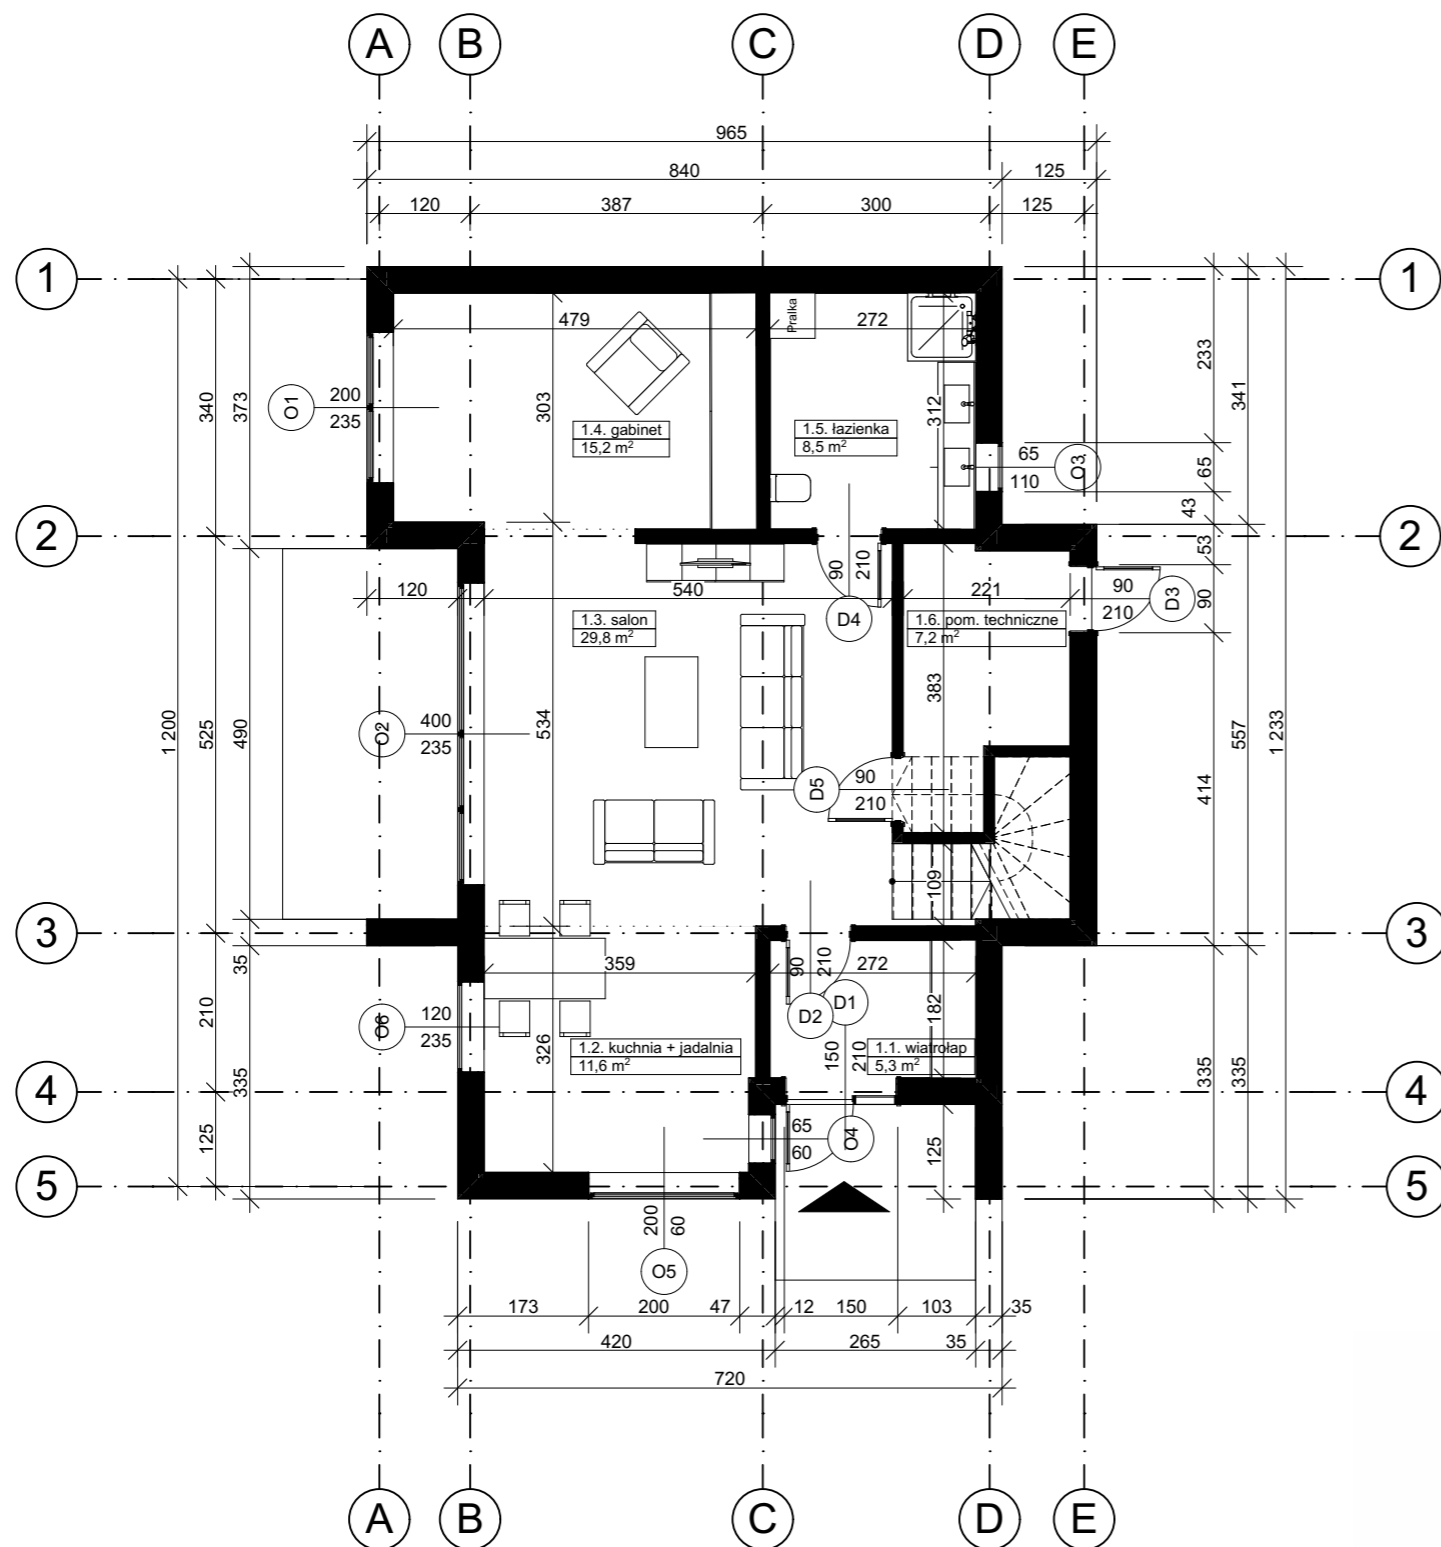 A B C D E
965
840 125
120 387 300 125
1 1
Pralka
479 272
200
235
O1
303
312
340
373
1.4. gabinet
15,2 m²
1.5. łazienka
8,5 m²
65
110
O3
233
341
65
43
2 2
53
90
210
90
210
D3
90
120 540 221
1.3. salon
29,8 m²
D4
1.6. pom. techniczne
7,2 m²
383
1 200
525
490
O2
400
235
534
D5
90
210
414
557
1 233
109
3 3
35
359
90
210
272
O6
120
235
210
326
D2
D1
182
1.2. kuchnia + jadalnia
11,6 m²
150
210
1.1. wiatrołap
5,3 m²
335
335
335
4 4
125
65
60
O4
125
5 5
200
60
O5
173 200 47 12 150 103 35
420 265 35
720
A B C D E